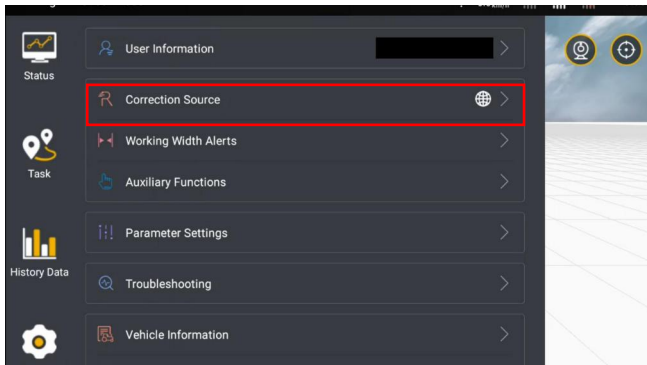 User Information
Status
Correction Source
Working Width Alerts
Task
Auxiliary Functions
Parameter Settings
History Data
Troubleshooting
Vehicle Information